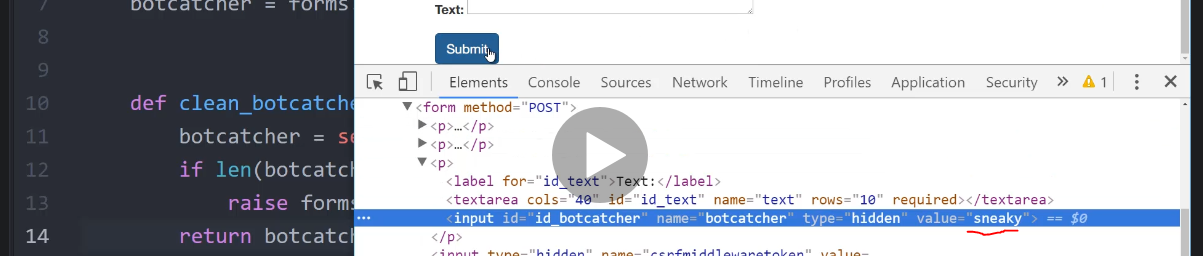 7 botcatcher = forms
8
9
10 def clean_botcatche
11 botcatcher = se
12 if len(botcatch
13 raise forms
14 return botcatc
Text:
Submit
Elements Console Sources Network Timeline Profiles Application Security » 1
▼<form method="POST">
▶<p>…</p>
▶<p>…</p>
▼<p>
<label for="id_text">Text:</label>
<textarea cols="40" id="id_text" name="text" rows="10" required></textarea>
<input id="id_botcatcher" name="botcatcher" type="hidden" value="sneaky"> == $0
</p>
<input type="hidden" name="csrfmiddlewaretoken" value=